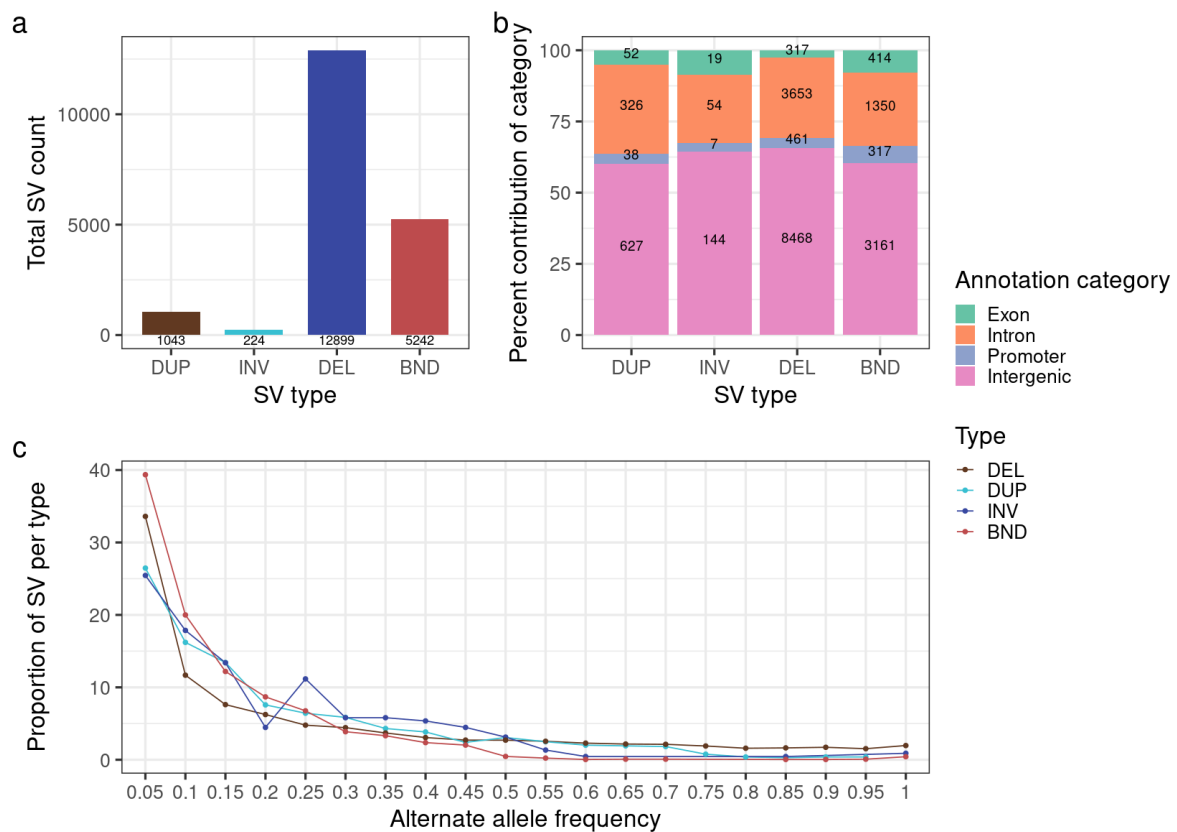 a
Total SV count
10000
5000
0
1043
224
12899
5242
DUP
INV
DEL
BND
SV type
b
Percent contribution of category
100
75
50
25
0
52
19
317
414
326
54
3653
1350
38
7
461
317
627
144
8468
3161
DUP
INV
DEL
BND
SV type
Annotation category
Exon
Intron
Promoter
Intergenic
Type
DEL
DUP
INV
BND
c
Proportion of SV per type
40
30
20
10
0
0.05 0.1 0.15 0.2 0.25 0.3 0.35 0.4 0.45 0.5 0.55 0.6 0.65 0.7 0.75 0.8 0.85 0.9 0.95 1
Alternate allele frequency